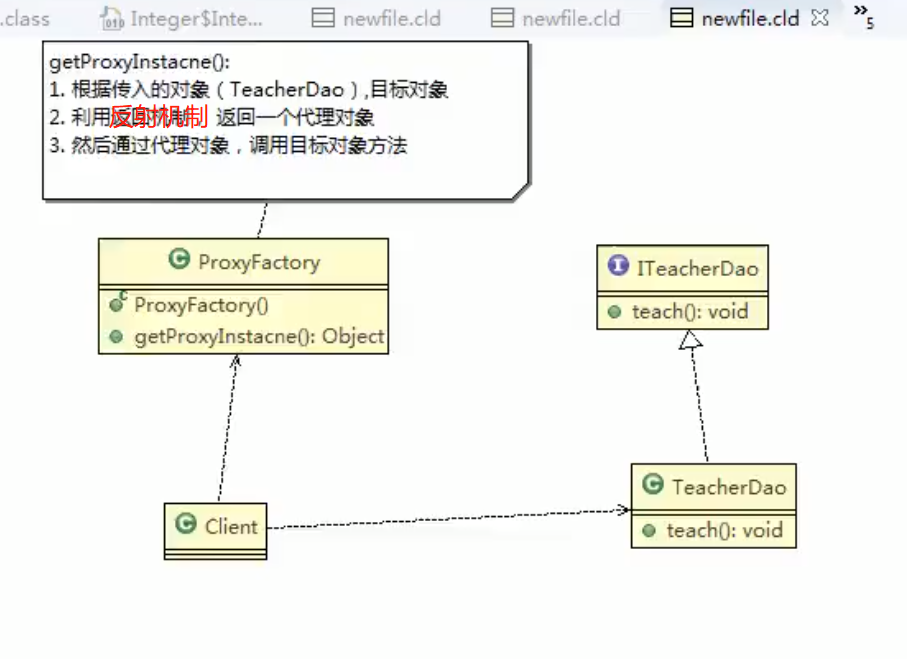 .class Integer$Inte... newfile.cld newfile.cld newfile.cld »5
getProxyInstacne():
1. 根据传入的对象（TeacherDao）,目标对象
2. 利用反射机制 返回一个代理对象
3. 然后通过代理对象，调用目标对象方法
ProxyFactory
ProxyFactory()
getProxyInstacne(): Object
ITeacherDao
teach(): void
Client
TeacherDao
teach(): void